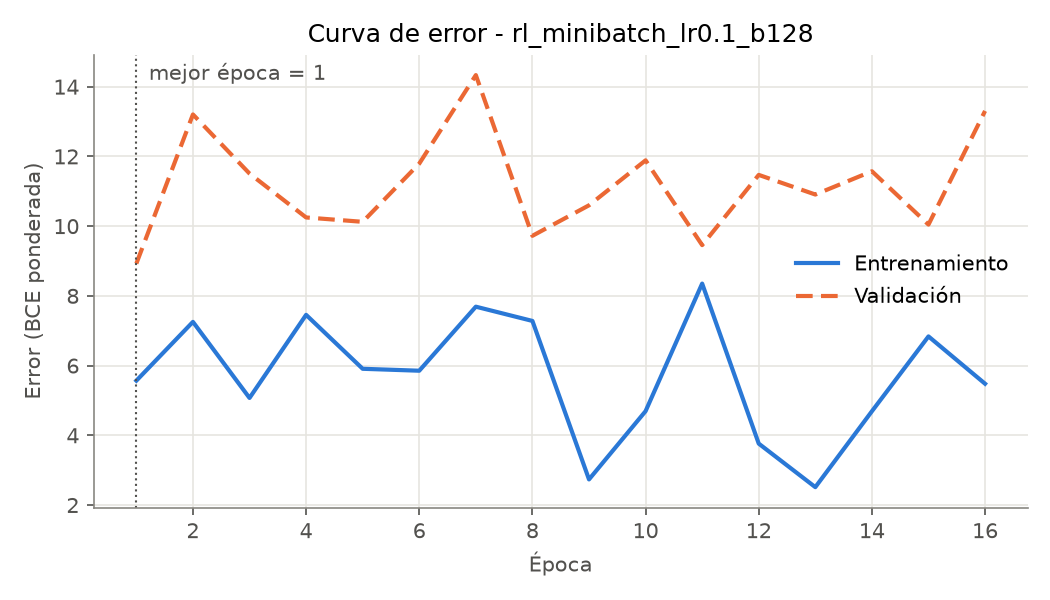 Curva de error - rl_minibatch_lr0.1_b128
mejor época = 1
14
12
10
8
6
4
2
Error (BCE ponderada)
Entrenamiento
Validación
2 4 6 8 10 12 14 16
Época